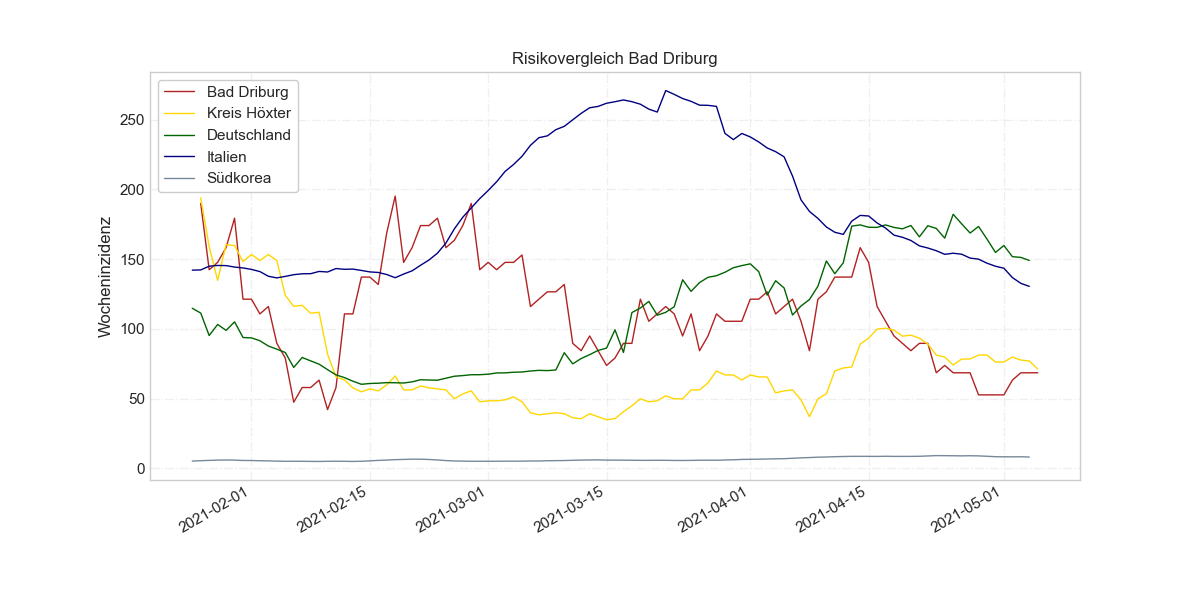 Risikovergleich Bad Driburg
Bad Driburg
Kreis Höxter
Deutschland
Italien
Südkorea
Wocheninzidenz
250
200
150
100
50
0
2021-02-01
2021-02-15
2021-03-01
2021-03-15
2021-04-01
2021-04-15
2021-05-01